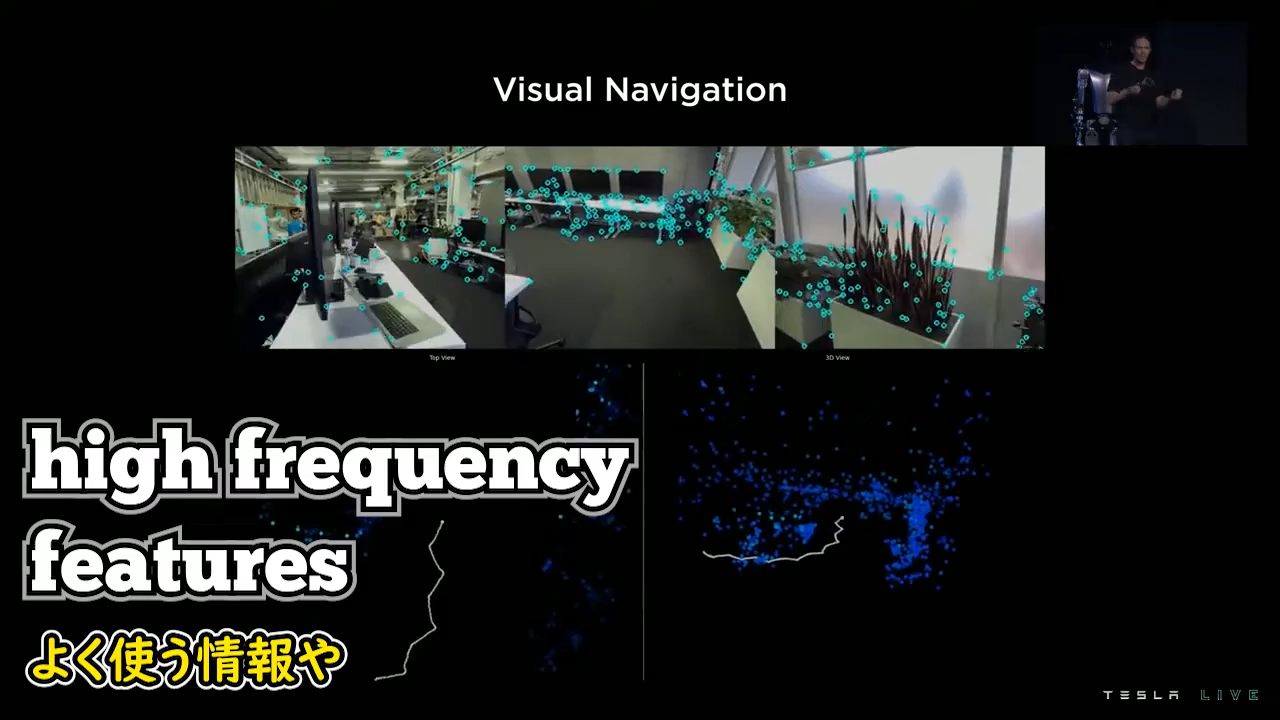 Visual Navigation
Top View
3D View
high frequency
features
よく使う情報や
TESLA LIVE